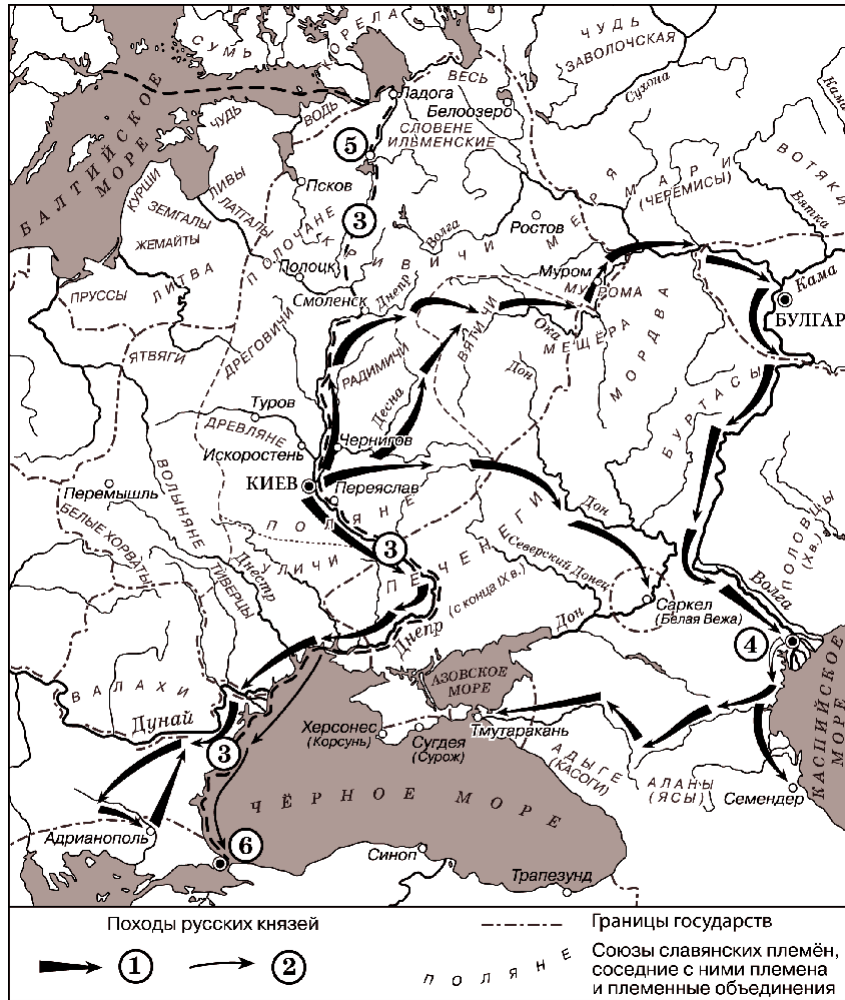 СУМЬ
КОРЕЛА
ЧУДЬ
ЗАВОЛОЧСКАЯ
ВЕСЬ
Ладога
Белоозеро
Сухона
Кама
БАЛТИЙСКОЕ
МОРЕ
ЧУДЬ
ВОДЬ
5
СЛОВЕНЕ
ИЛЬМЕНСКИЕ
ВОТЯКИ
Вятка
МАРИ
(ЧЕРЕМИСЫ)
Псков
КУРШИ
ЛИВЫ
ЛАТГАЛЫ
ЗЕМГАЛЫ
ЖЕМАЙТЫ
3
Волга
Ростов
МЕРЯ
ПОЛОЧАНЕ
КРИВИЧИ
Полоцк
ЛИТВА
ПРУССЫ
Смоленск
Днепр
Муром
МУРОМА
Кама
БУЛГАР
ЯТВЯГИ
ДРЕГОВИЧИ
РАДИМИЧИ
ВЯТИЧИ
Ока
МЕЩЁРА
МОРДВА
Десна
Дон
БУРТАСЫ
Туров
ДРЕВЛЯНЕ
Искоростень
Чернигов
КИЕВ
Переяслав
ПОЛЯНЕ
Перемышль
ВОЛЫНЯНЕ
БЕЛЫЕ ХОРВАТЫ
Дон
ПОЛОВЦЫ
(X в.)
3
ПЕЧЕНЕГИ
(с конца IX в.)
Северский Донец
УЛИЧИ
ТИВЕРЦЫ
Днестр
Днепр
Дон
Саркел
(Белая Вежа)
Волга
4
ВАЛАХИ
Дунай
АЗОВСКОЕ
МОРЕ
КАСПИЙСКОЕ
МОРЕ
3
Херсонес
(Корсунь)
Сугдея
(Сурож)
Тмутаракань
АДЫГЕ
(КАСОГИ)
АЛАНЫ
(ЯСЫ)
Семендер
ЧЁРНОЕ МОРЕ
Адрианополь
6
Синоп
Трапезунд
Походы русских князей
1
2
Границы государств
ПОЛЯНЕ
Союзы славянских племён,
соседние с ними племена
и племенные объединения